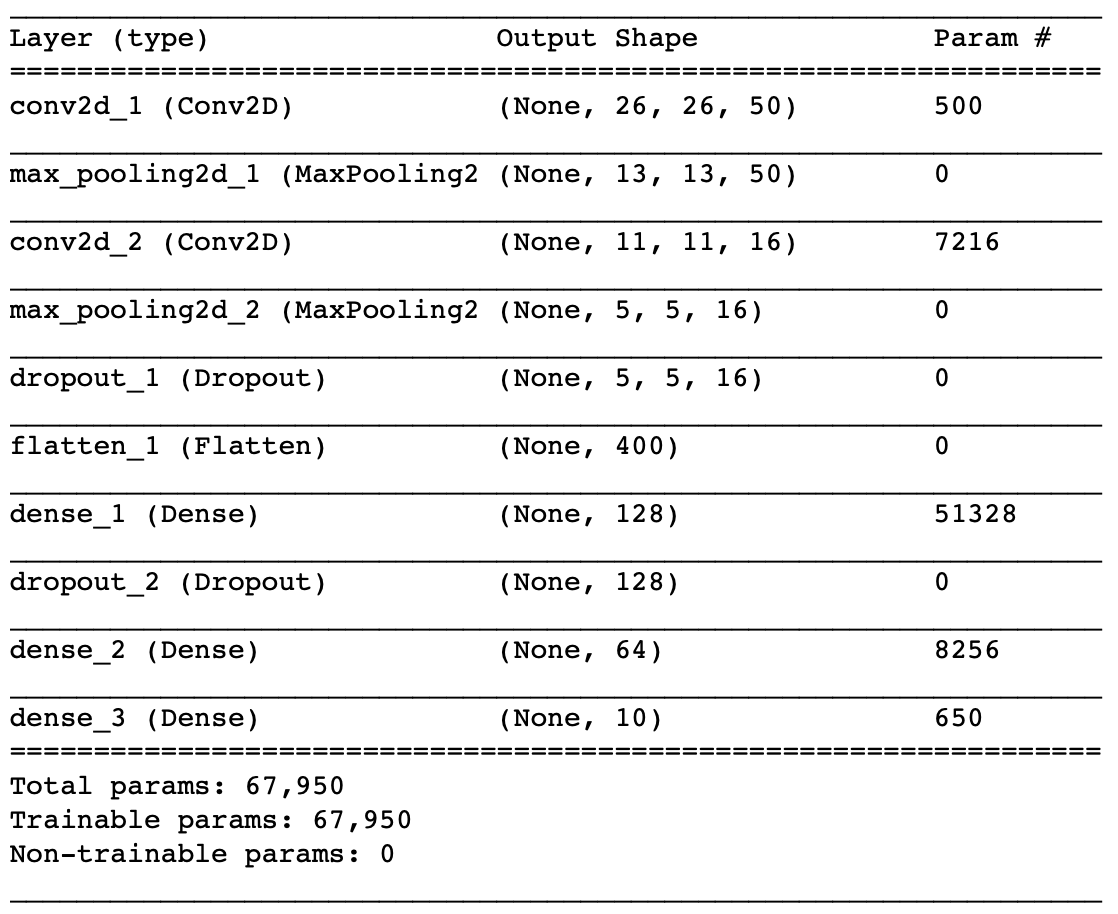 Layer (type) Output Shape Param #
=================================================================
conv2d_1 (Conv2D) (None, 26, 26, 50) 500
max_pooling2d_1 (MaxPooling2 (None, 13, 13, 50) 0
conv2d_2 (Conv2D) (None, 11, 11, 16) 7216
max_pooling2d_2 (MaxPooling2 (None, 5, 5, 16) 0
dropout_1 (Dropout) (None, 5, 5, 16) 0
flatten_1 (Flatten) (None, 400) 0
dense_1 (Dense) (None, 128) 51328
dropout_2 (Dropout) (None, 128) 0
dense_2 (Dense) (None, 64) 8256
dense_3 (Dense) (None, 10) 650
=================================================================
Total params: 67,950
Trainable params: 67,950
Non-trainable params: 0